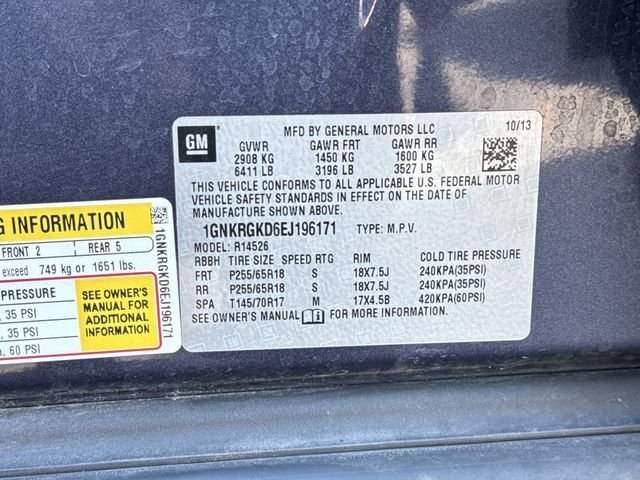 GM
MFD BY GENERAL MOTORS LLC 10/13
GVWR GAWR FRT GAWR RR
2908 KG 1450 KG 1600 KG
6411 LB 3196 LB 3527 LB
THIS VEHICLE CONFORMS TO ALL APPLICABLE U.S. FEDERAL MOTOR
VEHICLE SAFETY STANDARDS IN EFFECT ON THE DATE OF
MANUFACTURE SHOWN ABOVE.
1GNKRGKD6EJ196171 TYPE: M.P.V.
MODEL: R14526
RBBH TIRE SIZE SPEED RTG RIM COLD TIRE PRESSURE
FRT P255/65R18 S 18X7.5J 240KPA(35PSI)
RR P255/65R18 S 18X7.5J 240KPA(35PSI)
SPA T145/70R17 M 17X4.5B 420KPA(60PSI)
SEE OWNER'S MANUAL FOR MORE INFORMATION.
G INFORMATION
FRONT 2 REAR 5
exceed 749 kg or 1651 lbs.
PRESSURE
, 35 PSI
, 35 PSI
, 60 PSI
SEE OWNER'S
MANUAL FOR
ADDITIONAL
INFORMATION
1GNKRGKD6EJ196171